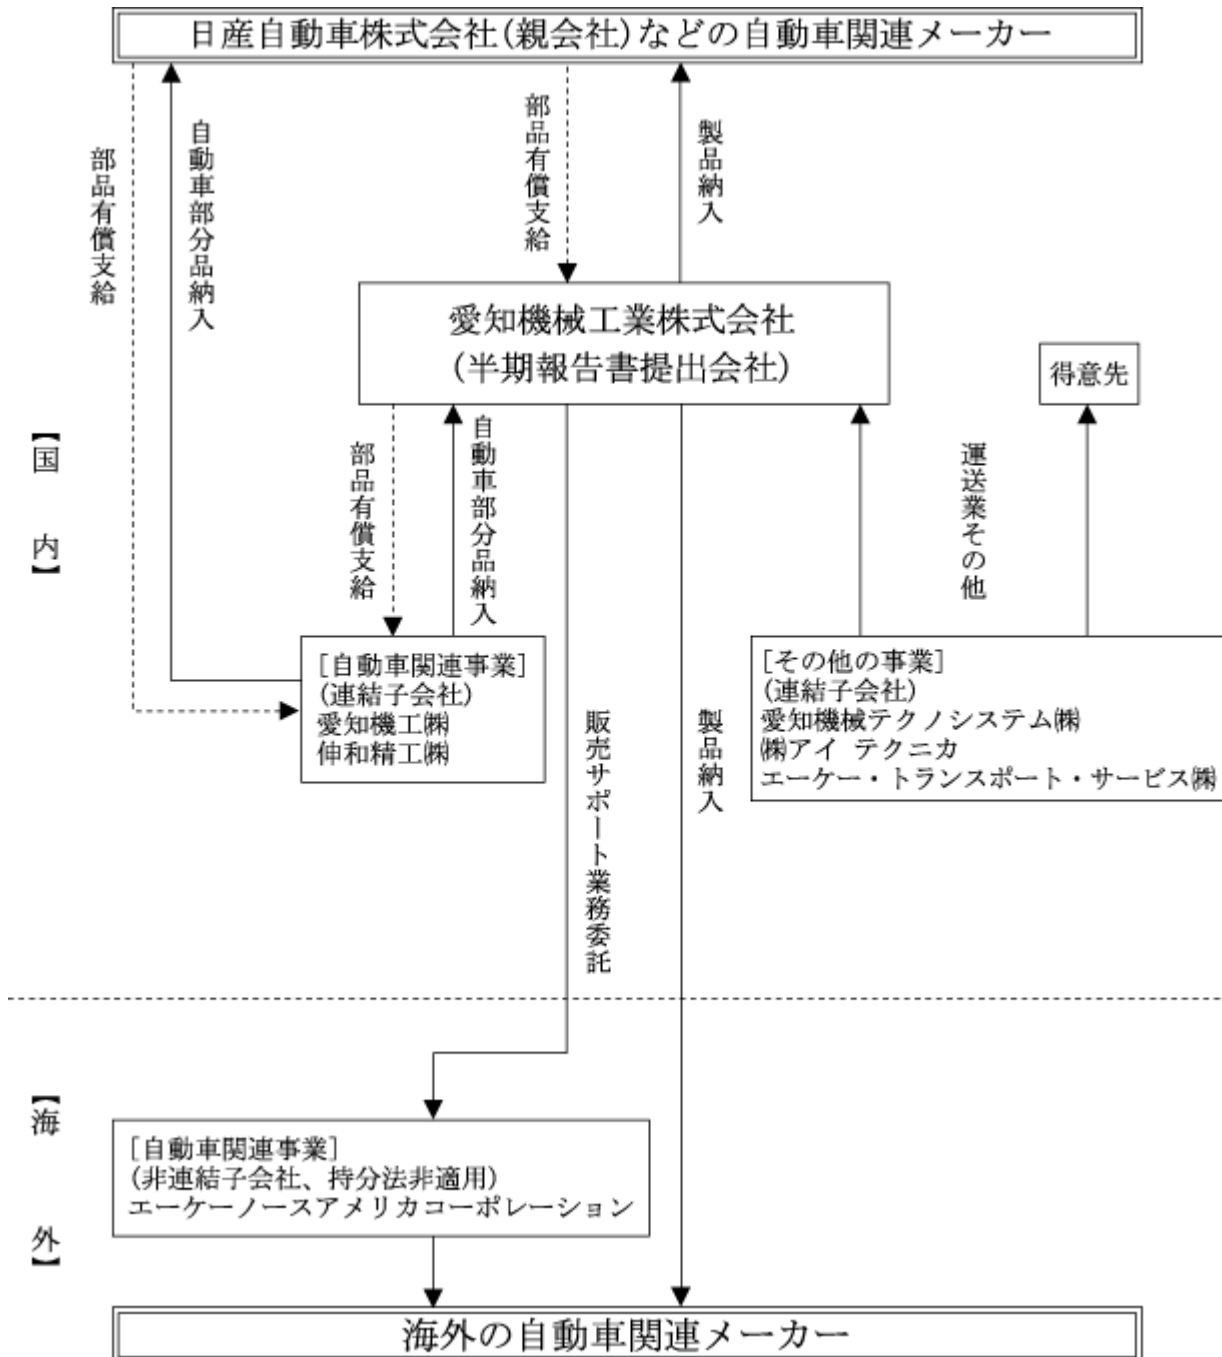 日産自動車株式会社(親会社)などの自動車関連メーカー
部品有償支給
自動車部分品納入
部品有償支給
製品納入
愛知機械工業株式会社
(半期報告書提出会社)
得意先
【国内】
部品有償支給
自動車部分品納入
運送業その他
[自動車関連事業]
(連結子会社)
愛知機工㈱
伸和精工㈱
販売サポート業務委託
製品納入
[その他の事業]
(連結子会社)
愛知機械テクノシステム㈱
㈱アイ テクニカ
エーケー・トランスポート・サービス㈱
【海外】
[自動車関連事業]
(非連結子会社、持分法非適用)
エーケーノースアメリカコーポレーション
海外の自動車関連メーカー